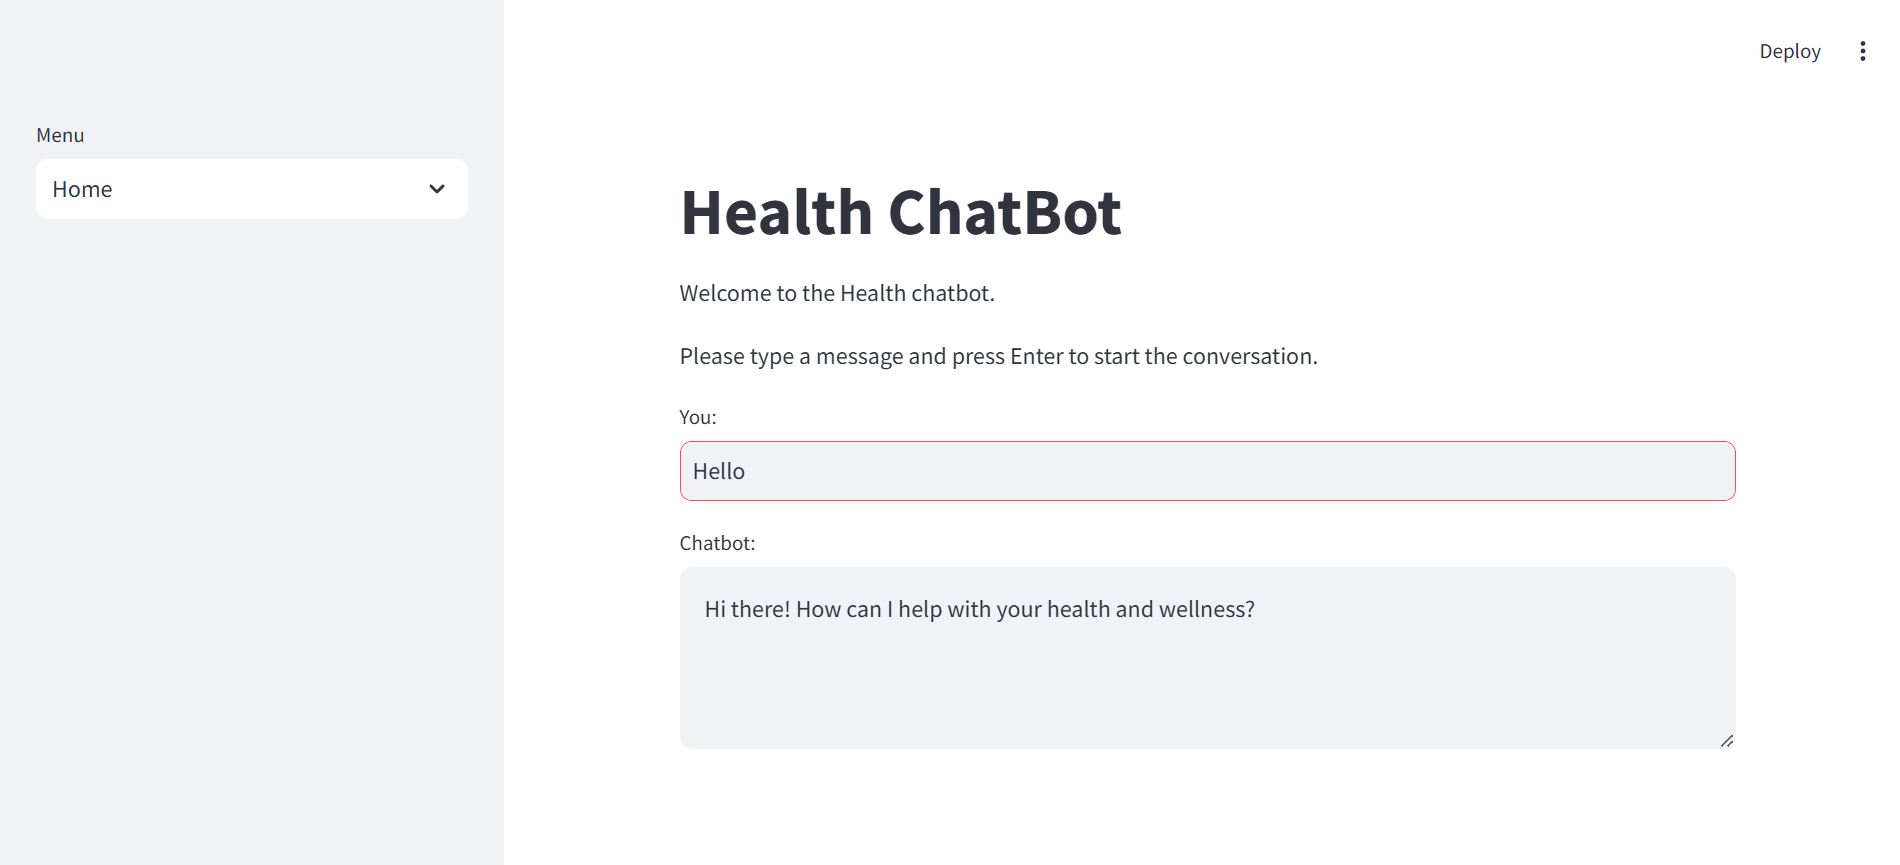 Deploy
Menu
Home
Health ChatBot
Welcome to the Health chatbot.
Please type a message and press Enter to start the conversation.
You:
Hello
Chatbot:
Hi there! How can I help with your health and wellness?